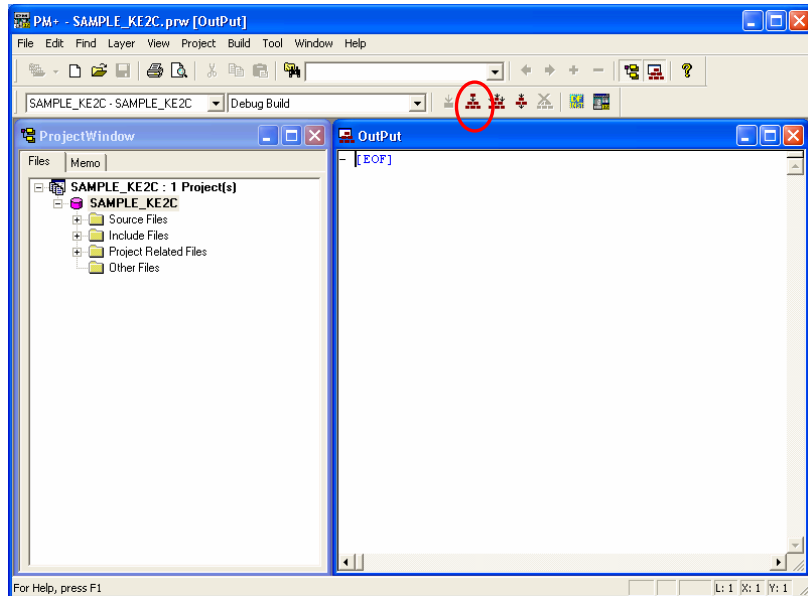 PM+ - SAMPLE_KE2C.prw [OutPut]
File Edit Find Layer View Project Build Tool Window Help
SAMPLE_KE2C - SAMPLE_KE2C
Debug Build
ProjectWindow
Files Memo
SAMPLE_KE2C : 1 Project(s)
SAMPLE_KE2C
Source Files
Include Files
Project Related Files
Other Files
OutPut
[EOF]
For Help, press F1
L: 1 X: 1 Y: 1